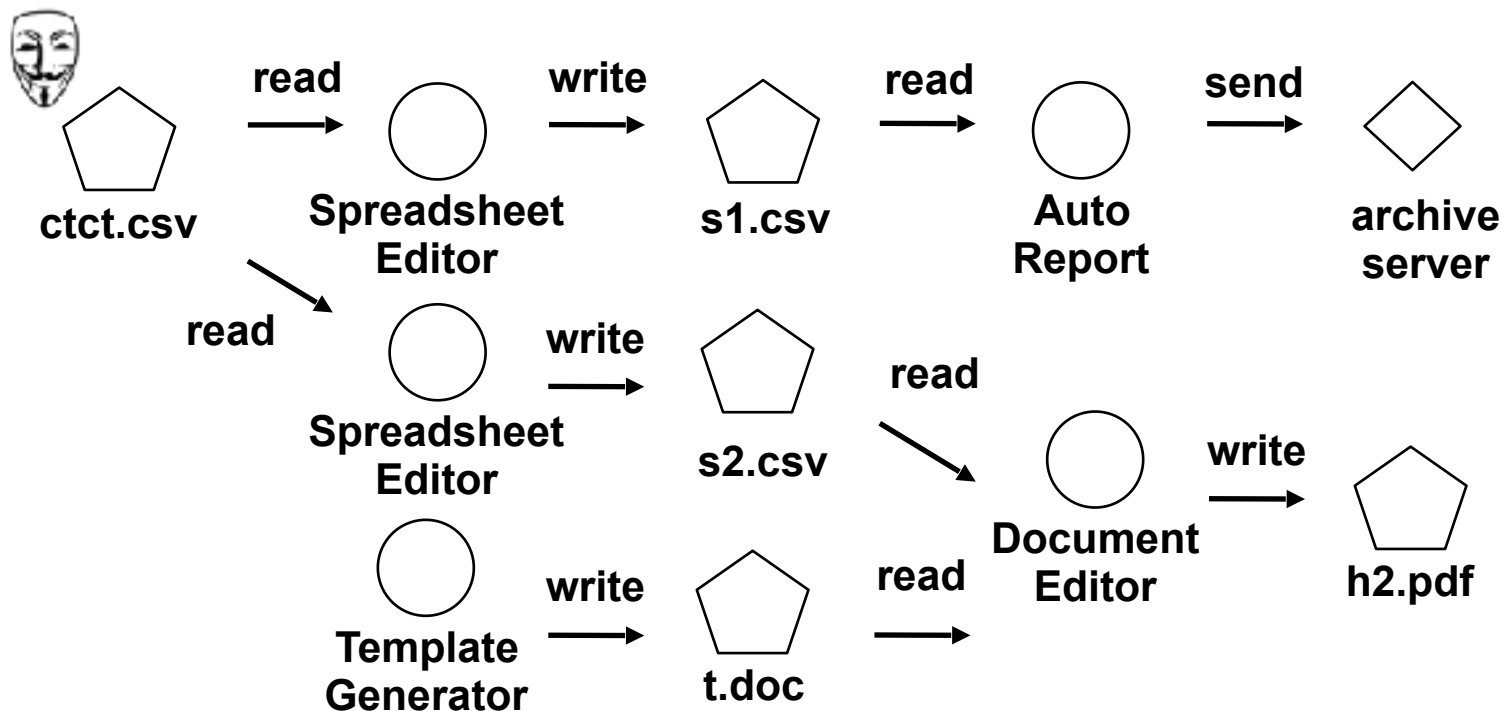 read
write
read
send
ctct.csv
Spreadsheet
Editor
s1.csv
Auto
Report
archive
server
read
write
read
Spreadsheet
Editor
s2.csv
write
Document
Editor
h2.pdf
write
read
Template
Generator
t.doc